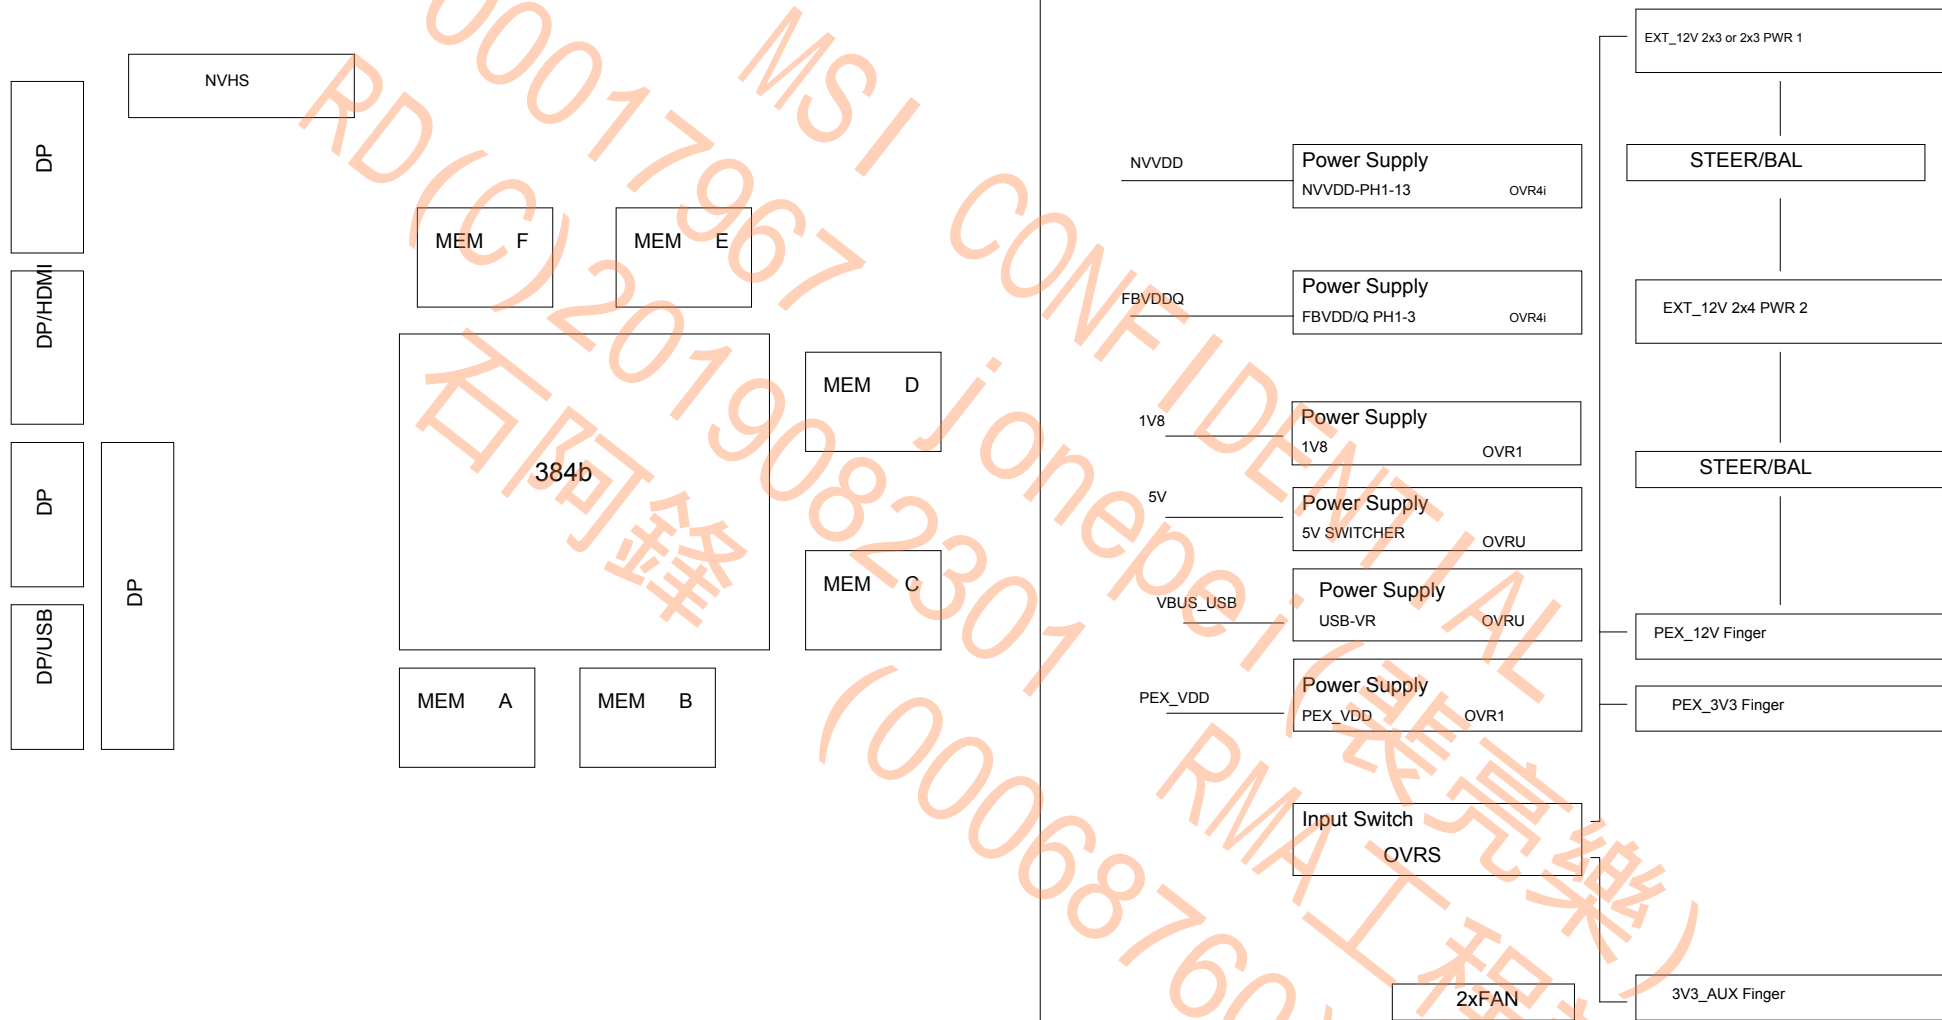 NVHS
DP
DP/HDMI
DP
DP/USB
DP
MEM F
MEM E
MEM D
MEM C
MEM A
MEM B
384b
NVVDD
Power Supply
NVVDD-PH1-13 OVR4i
FBVDDQ
Power Supply
FBVDD/Q PH1-3 OVR4i
1V8
Power Supply
1V8 OVR1
5V
Power Supply
5V SWITCHER OVRU
VBUS_USB
Power Supply
USB-VR OVRU
PEX_VDD
Power Supply
PEX_VDD OVR1
Input Switch
OVRS
2xFAN
EXT_12V 2x3 or 2x3 PWR 1
STEER/BAL
EXT_12V 2x4 PWR 2
STEER/BAL
PEX_12V Finger
PEX_3V3 Finger
3V3_AUX Finger
MSI CONFIDENTIAL
00017967 jonepei(裴亮樂)
RD(C)2019082301 RMA工程
石阿鋒 (00068760)